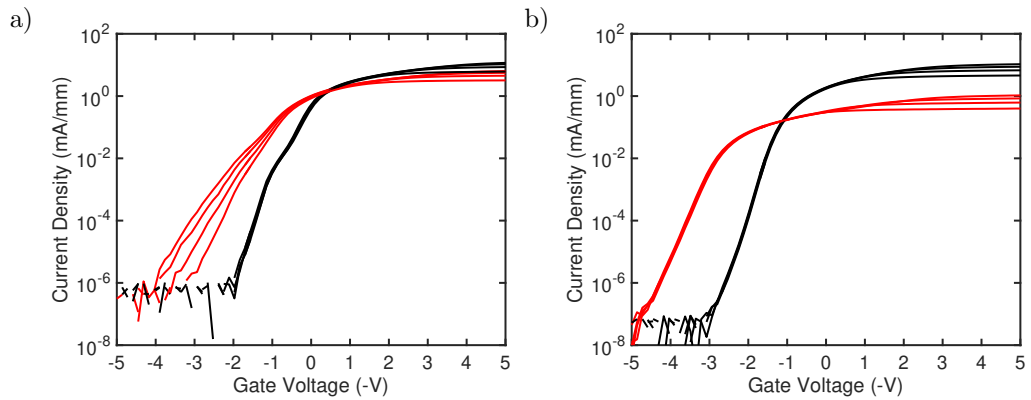 a)
10^2
10^0
10^-2
10^-4
10^-6
10^-8
Current Density (mA/mm)
-5 -4 -3 -2 -1 0 1 2 3 4 5
Gate Voltage (-V)
b)
10^2
10^0
10^-2
10^-4
10^-6
10^-8
Current Density (mA/mm)
-5 -4 -3 -2 -1 0 1 2 3 4 5
Gate Voltage (-V)